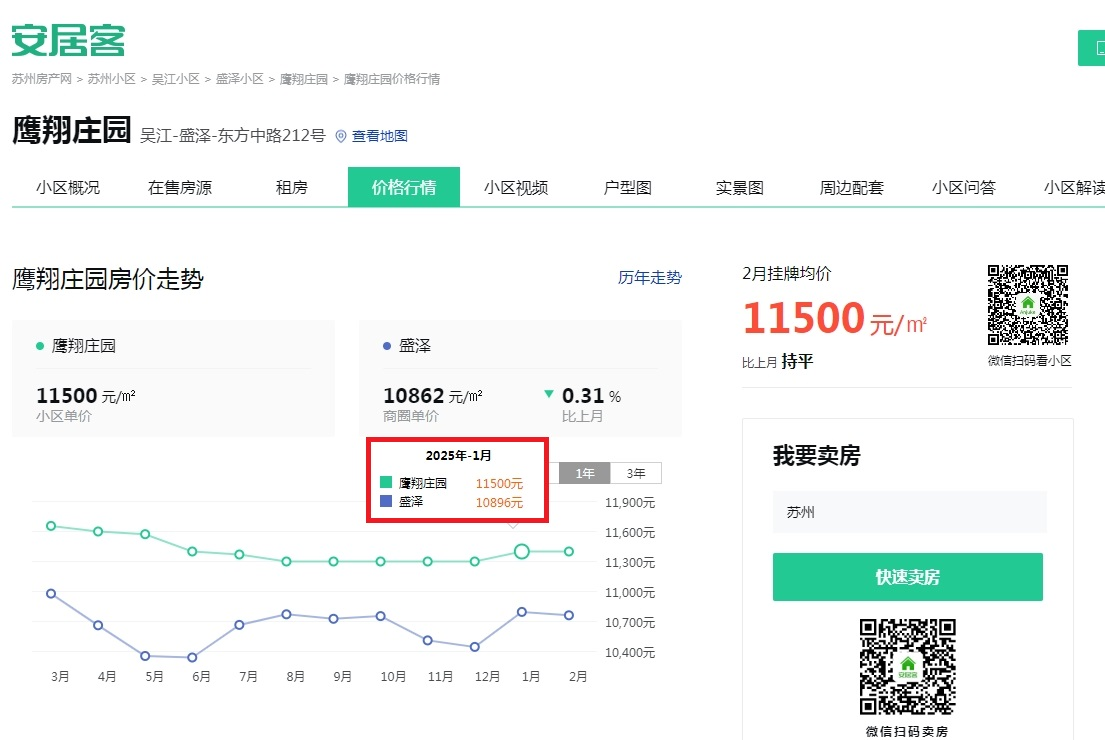 安居客
苏州房产网 > 苏州小区 > 吴江小区 > 盛泽小区 > 鹰翔庄园 > 鹰翔庄园价格行情
鹰翔庄园 吴江-盛泽-东方中路212号 查看地图
小区概况 在售房源 租房 价格行情 小区视频 户型图 实景图 周边配套 小区问答 小区解读
鹰翔庄园房价走势 历年走势
鹰翔庄园
11500 元/m²
小区单价
盛泽
10862 元/m² 0.31 %
商圈单价 比上月
2025年-1月
鹰翔庄园 11500元
盛泽 10896元
1年 3年
11,900元
11,600元
11,300元
11,000元
10,700元
10,400元
3月 4月 5月 6月 7月 8月 9月 10月 11月 12月 1月 2月
2月挂牌均价
11500 元/㎡
比上月 持平
微信扫码看小区
我要卖房
苏州
快速卖房
安居客
微信扫码卖房